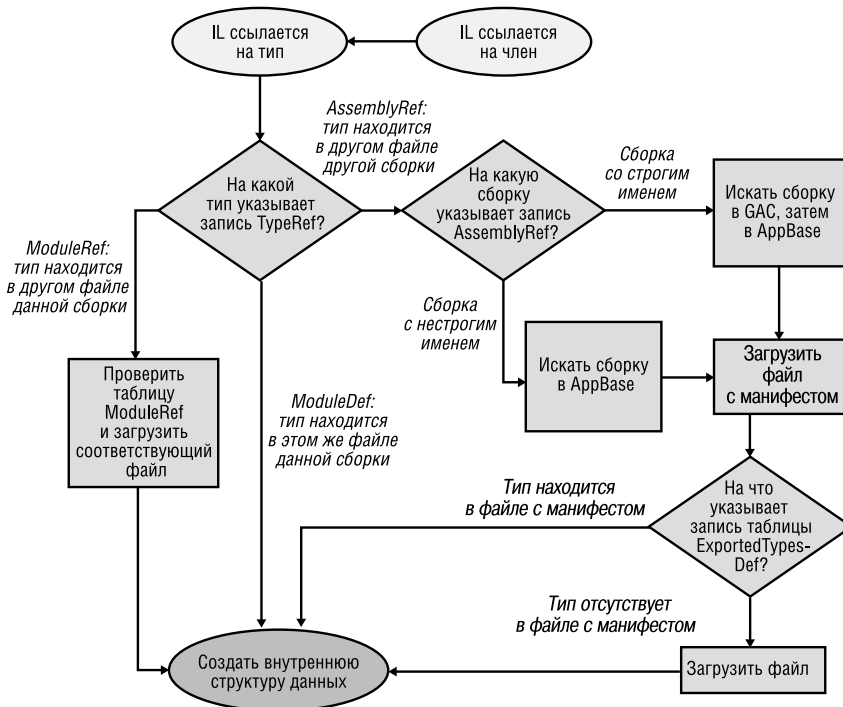 IL ссылается
на тип
IL ссылается
на член
AssemblyRef:
тип находится
в другом файле
другой сборки
На какой
тип указывает
запись TypeRef?
На какую
сборку
указывает запись
AssemblyRef?
Сборка
со строгим
именем
Искать сборку
в GAC, затем
в AppBase
ModuleRef:
тип находится
в другом файле
данной сборки
Сборка
с нестрогим
именем
Искать сборку
в AppBase
Загрузить
файл
с манифестом
Проверить
таблицу
ModuleRef
и загрузить
соответствующий
файл
ModuleDef:
тип находится
в этом же файле
данной сборки
Тип находится
в файле с манифестом
На что
указывает
запись таблицы
ExportedTypes-
Def?
Тип отсутствует
в файле с манифестом
Создать внутреннюю
структуру данных
Загрузить файл